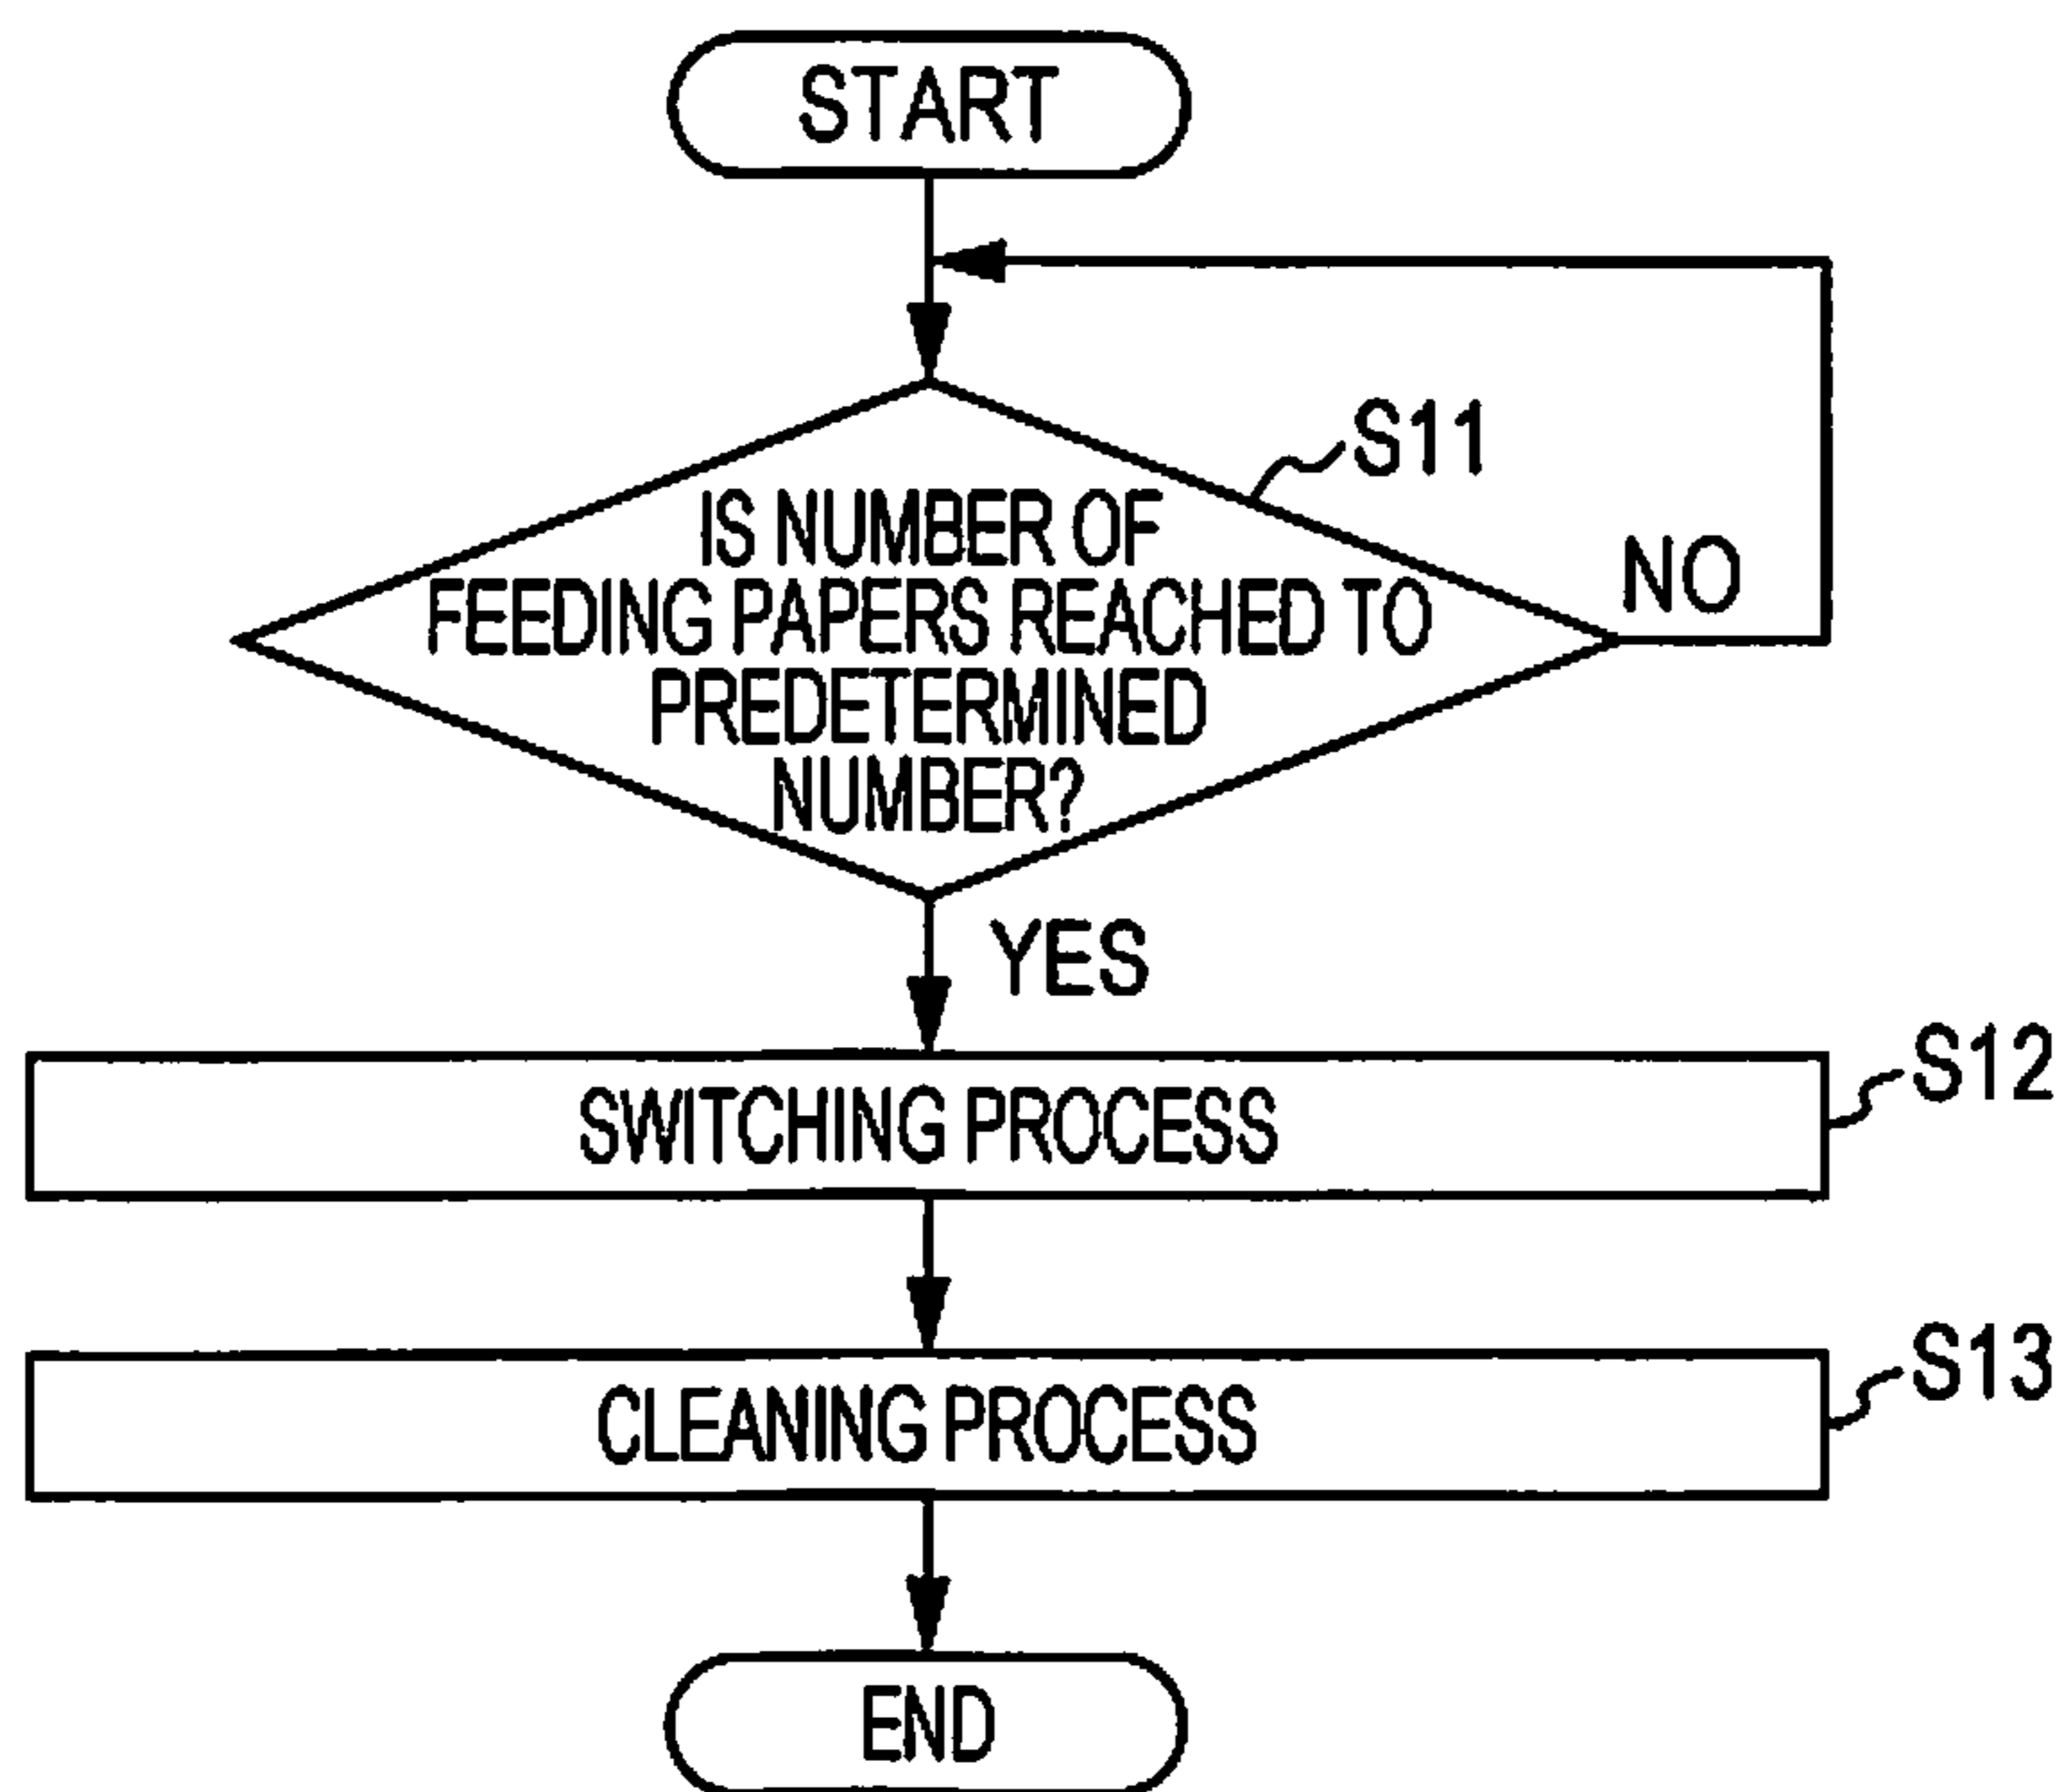 START
S11
IS NUMBER OF
FEEDING PAPERS REACHED TO
PREDETERMINED
NUMBER?
NO
YES
SWITCHING PROCESS
S12
CLEANING PROCESS
S13
END